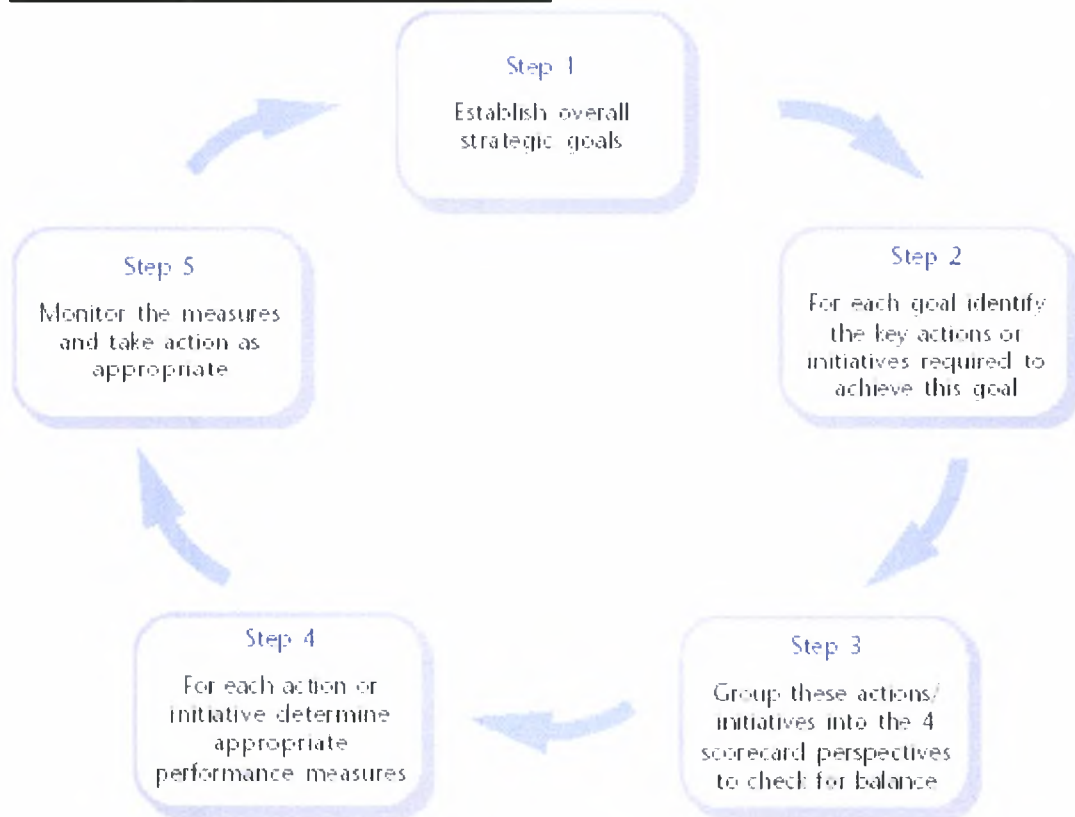 Step 1
Establish overall
strategic goals
Step 2
For each goal identify
the key actions or
initiatives required to
achieve this goal
Step 3
Group these actions/
initiatives into the 4
scorecard perspectives
to check for balance
Step 4
For each action or
initiative determine
appropriate
performance measures
Step 5
Monitor the measures
and take action as
appropriate